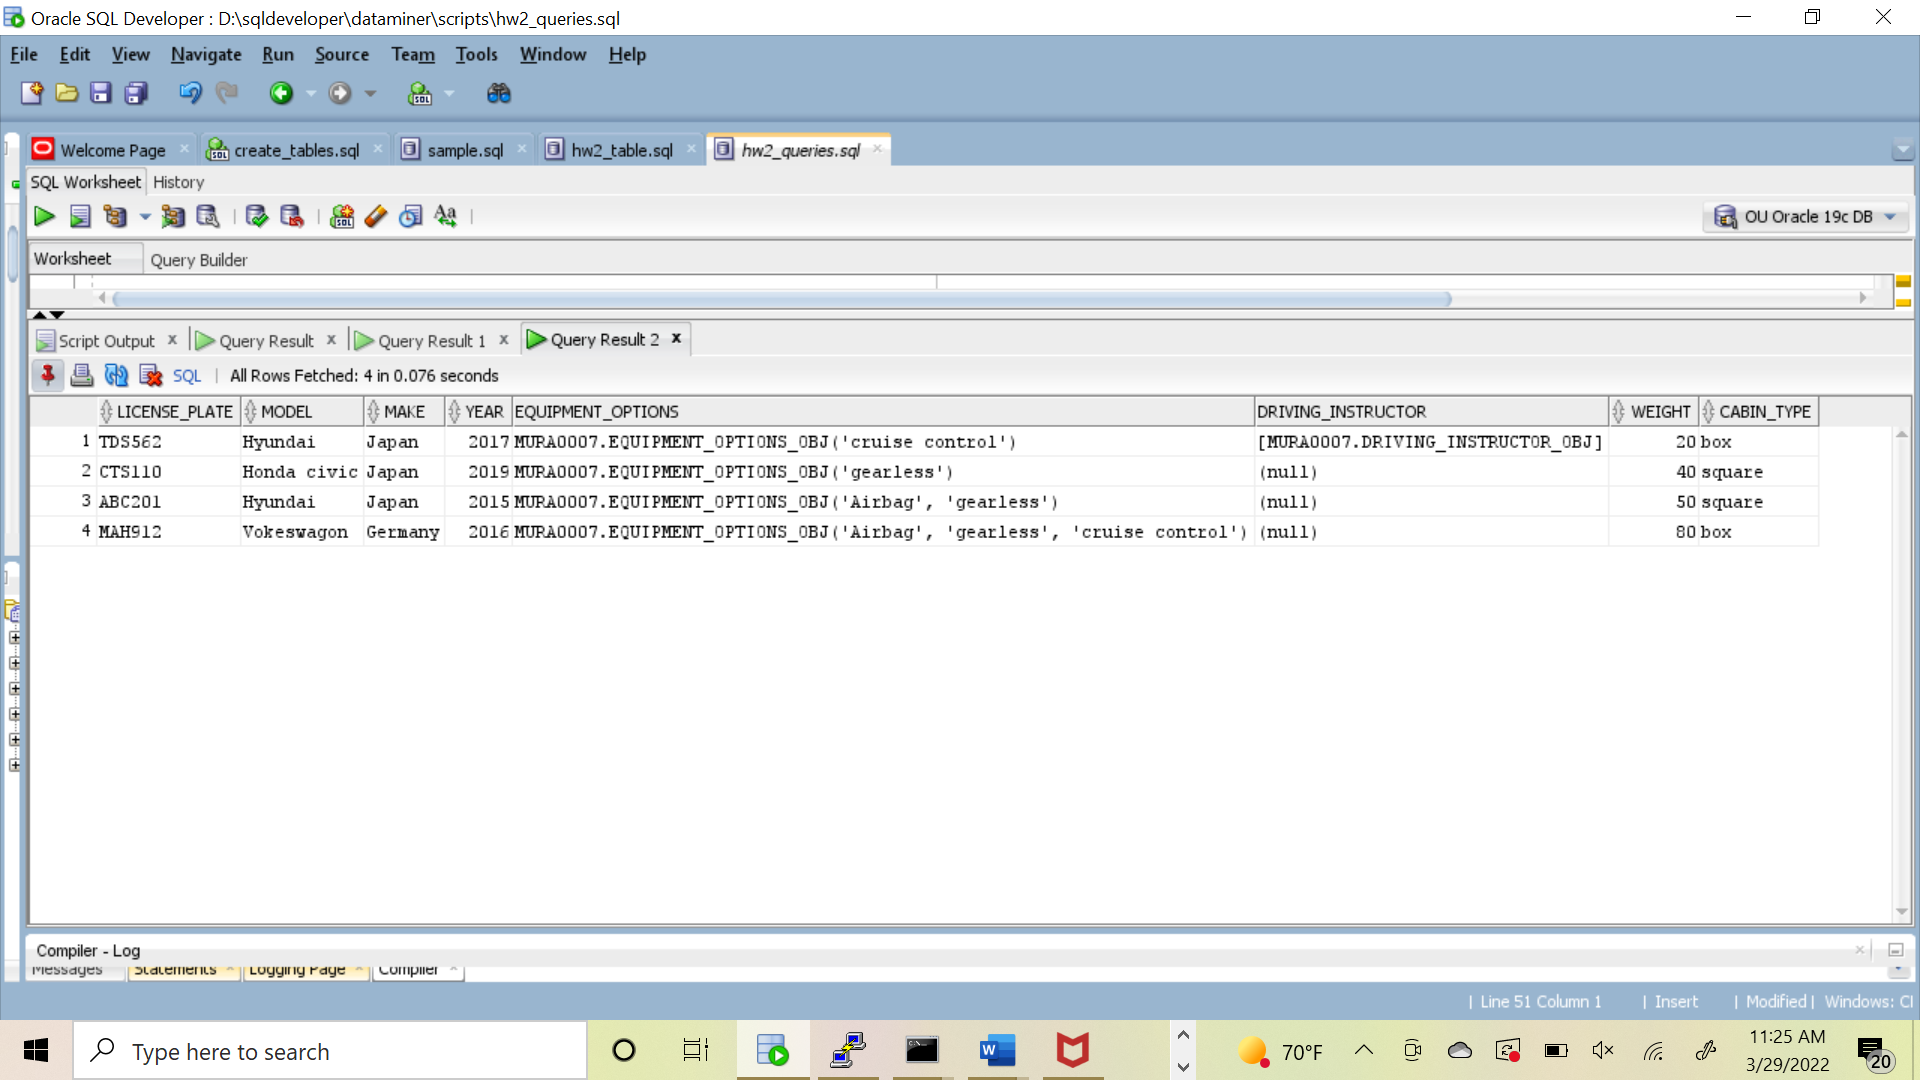 Oracle SQL Developer : D:\sqldeveloper\dataminer\scripts\hw2_queries.sql
File Edit View Navigate Run Source Team Tools Window Help
Welcome Page create_tables.sql sample.sql hw2_table.sql hw2_queries.sql
SQL Worksheet History
OU Oracle 19c DB
Worksheet Query Builder
Script Output Query Result Query Result 1 Query Result 2
SQL All Rows Fetched: 4 in 0.076 seconds
LICENSE_PLATE MODEL MAKE YEAR EQUIPMENT_OPTIONS DRIVING_INSTRUCTOR WEIGHT CABIN_TYPE
1 TDS562 Hyundai Japan 2017 MURA0007.EQUIPMENT_OPTIONS_OBJ('cruise control') [MURA0007.DRIVING_INSTRUCTOR_OBJ] 20 box
2 CTS110 Honda civic Japan 2019 MURA0007.EQUIPMENT_OPTIONS_OBJ('gearless') (null) 40 square
3 ABC201 Hyundai Japan 2015 MURA0007.EQUIPMENT_OPTIONS_OBJ('Airbag', 'gearless') (null) 50 square
4 MAH912 Vokeswagon Germany 2016 MURA0007.EQUIPMENT_OPTIONS_OBJ('Airbag', 'gearless', 'cruise control') (null) 80 box
Compiler - Log
Messages Statements Logging Page Compiler
Line 51 Column 1 Insert Modified Windows: CI
Type here to search
70°F
11:25 AM
3/29/2022
20